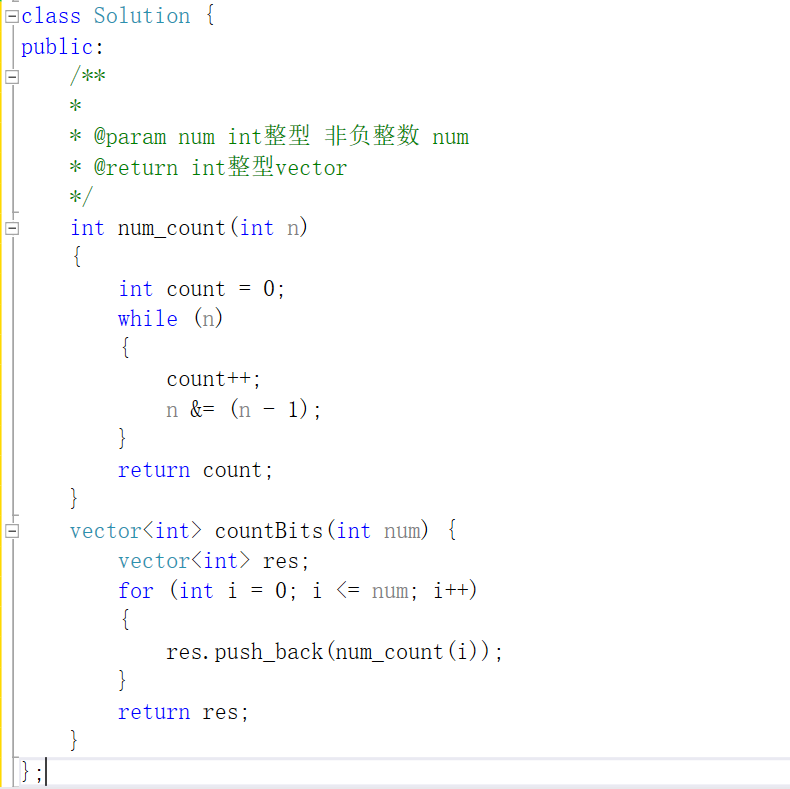 class Solution {
public:
    /**
    *
    * @param num int整型 非负整数 num
    * @return int整型vector
    */
    int num_count(int n)
    {
        int count = 0;
        while (n)
        {
            count++;
            n &= (n - 1);
        }
        return count;
    }
    vector<int> countBits(int num) {
        vector<int> res;
        for (int i = 0; i <= num; i++)
        {
            res.push_back(num_count(i));
        }
        return res;
    }
};